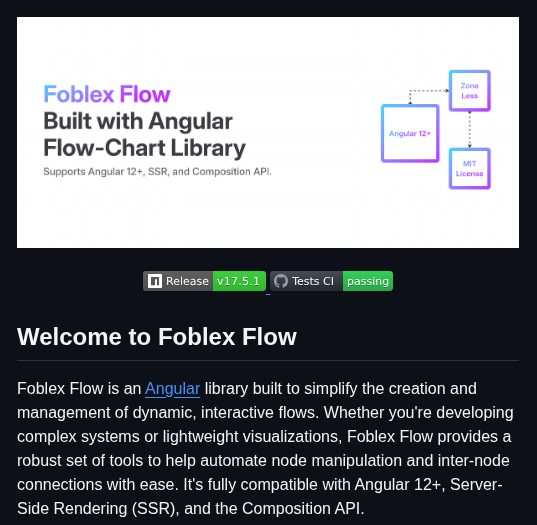 Foblex Flow
Built with Angular
Flow-Chart Library
Supports Angular 12+, SSR, and Composition API.
Zone
Less
Angular 12+
MIT
License
Release v17.5.1 Tests CI passing
Welcome to Foblex Flow
Foblex Flow is an Angular library built to simplify the creation and
management of dynamic, interactive flows. Whether you're developing
complex systems or lightweight visualizations, Foblex Flow provides a
robust set of tools to help automate node manipulation and inter-node
connections with ease. It's fully compatible with Angular 12+, Server-
Side Rendering (SSR), and the Composition API.